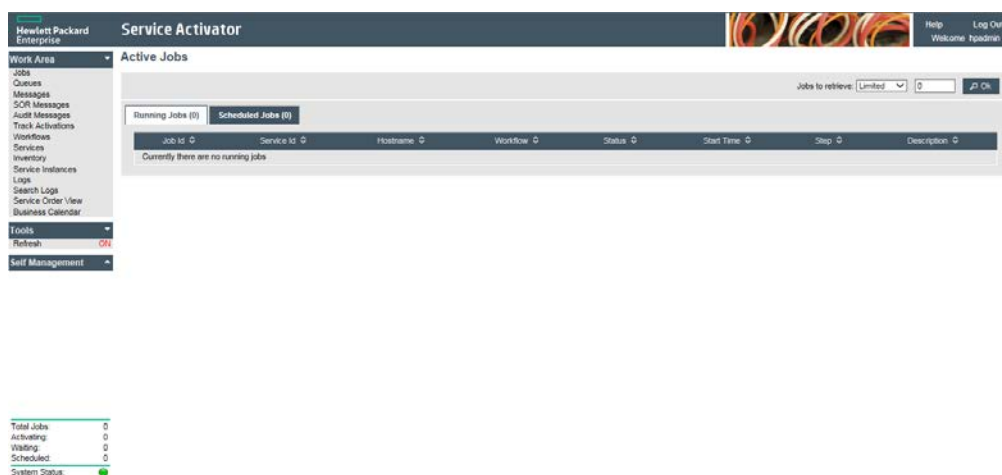 Hewlett Packard
Enterprise
Service Activator
Help Log Ou
Welcome hpadmin
Work Area
Jobs
Queues
Messages
SOR Messages
Audit Messages
Track Activations
Workflows
Services
Inventory
Service Instances
Logs
Search Logs
Service Order View
Business Calendar
Tools
Refresh ON
Self Management
Total Jobs: 0
Activating: 0
Waiting: 0
Scheduled: 0
System Status:
Active Jobs
Jobs to retrieve: Limited 0 Ok
Running Jobs (0) Scheduled Jobs (0)
Job Id Service Id Hostname Workflow Status Start Time Step Description
Currently there are no running jobs